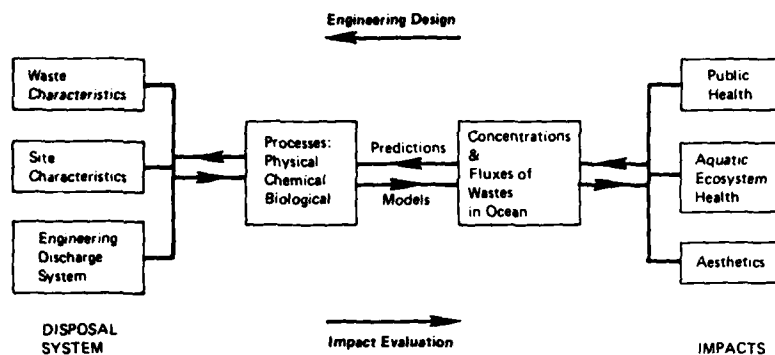 Engineering Design
Waste
Characteristics
Site
Characteristics
Engineering
Discharge
System
Processes:
Physical
Chemical
Biological
Predictions
Models
Concentrations
&
Fluxes of
Wastes
in Ocean
Public
Health
Aquatic
Ecosystem
Health
Aesthetics
DISPOSAL
SYSTEM
Impact Evaluation
IMPACTS